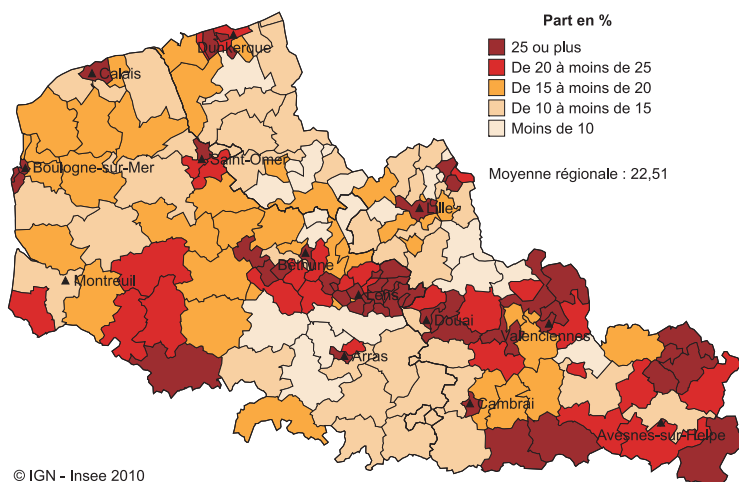 Part en %
25 ou plus
De 20 à moins de 25
De 15 à moins de 20
De 10 à moins de 15
Moins de 10
Moyenne régionale : 22,51
Dunkerque
Calais
Saint-Omer
Boulogne-sur-Mer
Lille
Béthune
Montreuil
Lens
Douai
Valenciennes
Arras
Cambrai
Avesnes-sur-Helpe
© IGN - Insee 2010